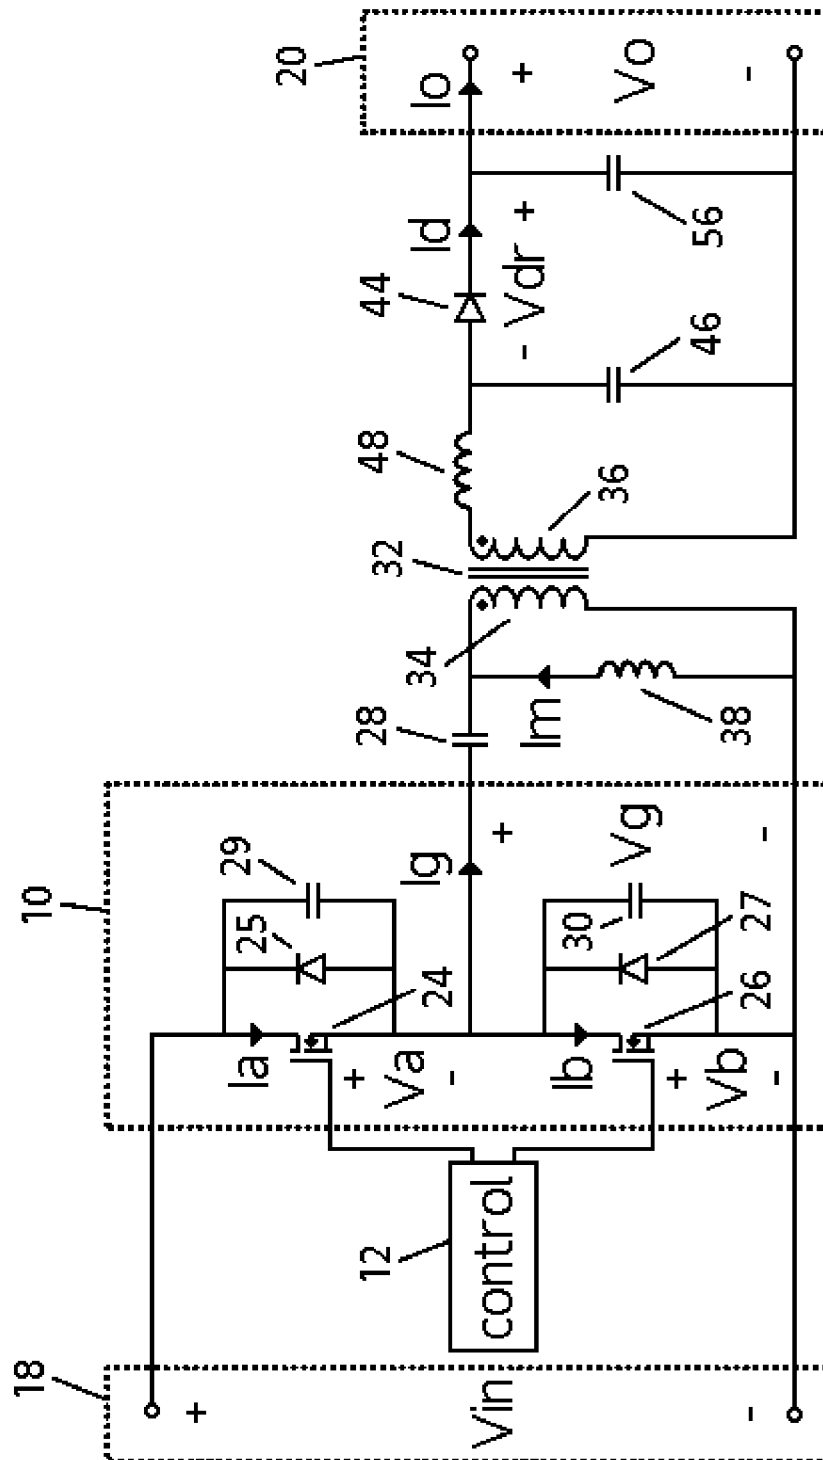 18
10
20
Vin
+
-
12
control
Ia
+
Va
-
24
25
29
Ib
+
Vb
-
26
27
30
Ig
+
Vg
-
28
Im
38
34
32
36
48
46
44
- Vdr +
Id
56
Io
+
Vo
-